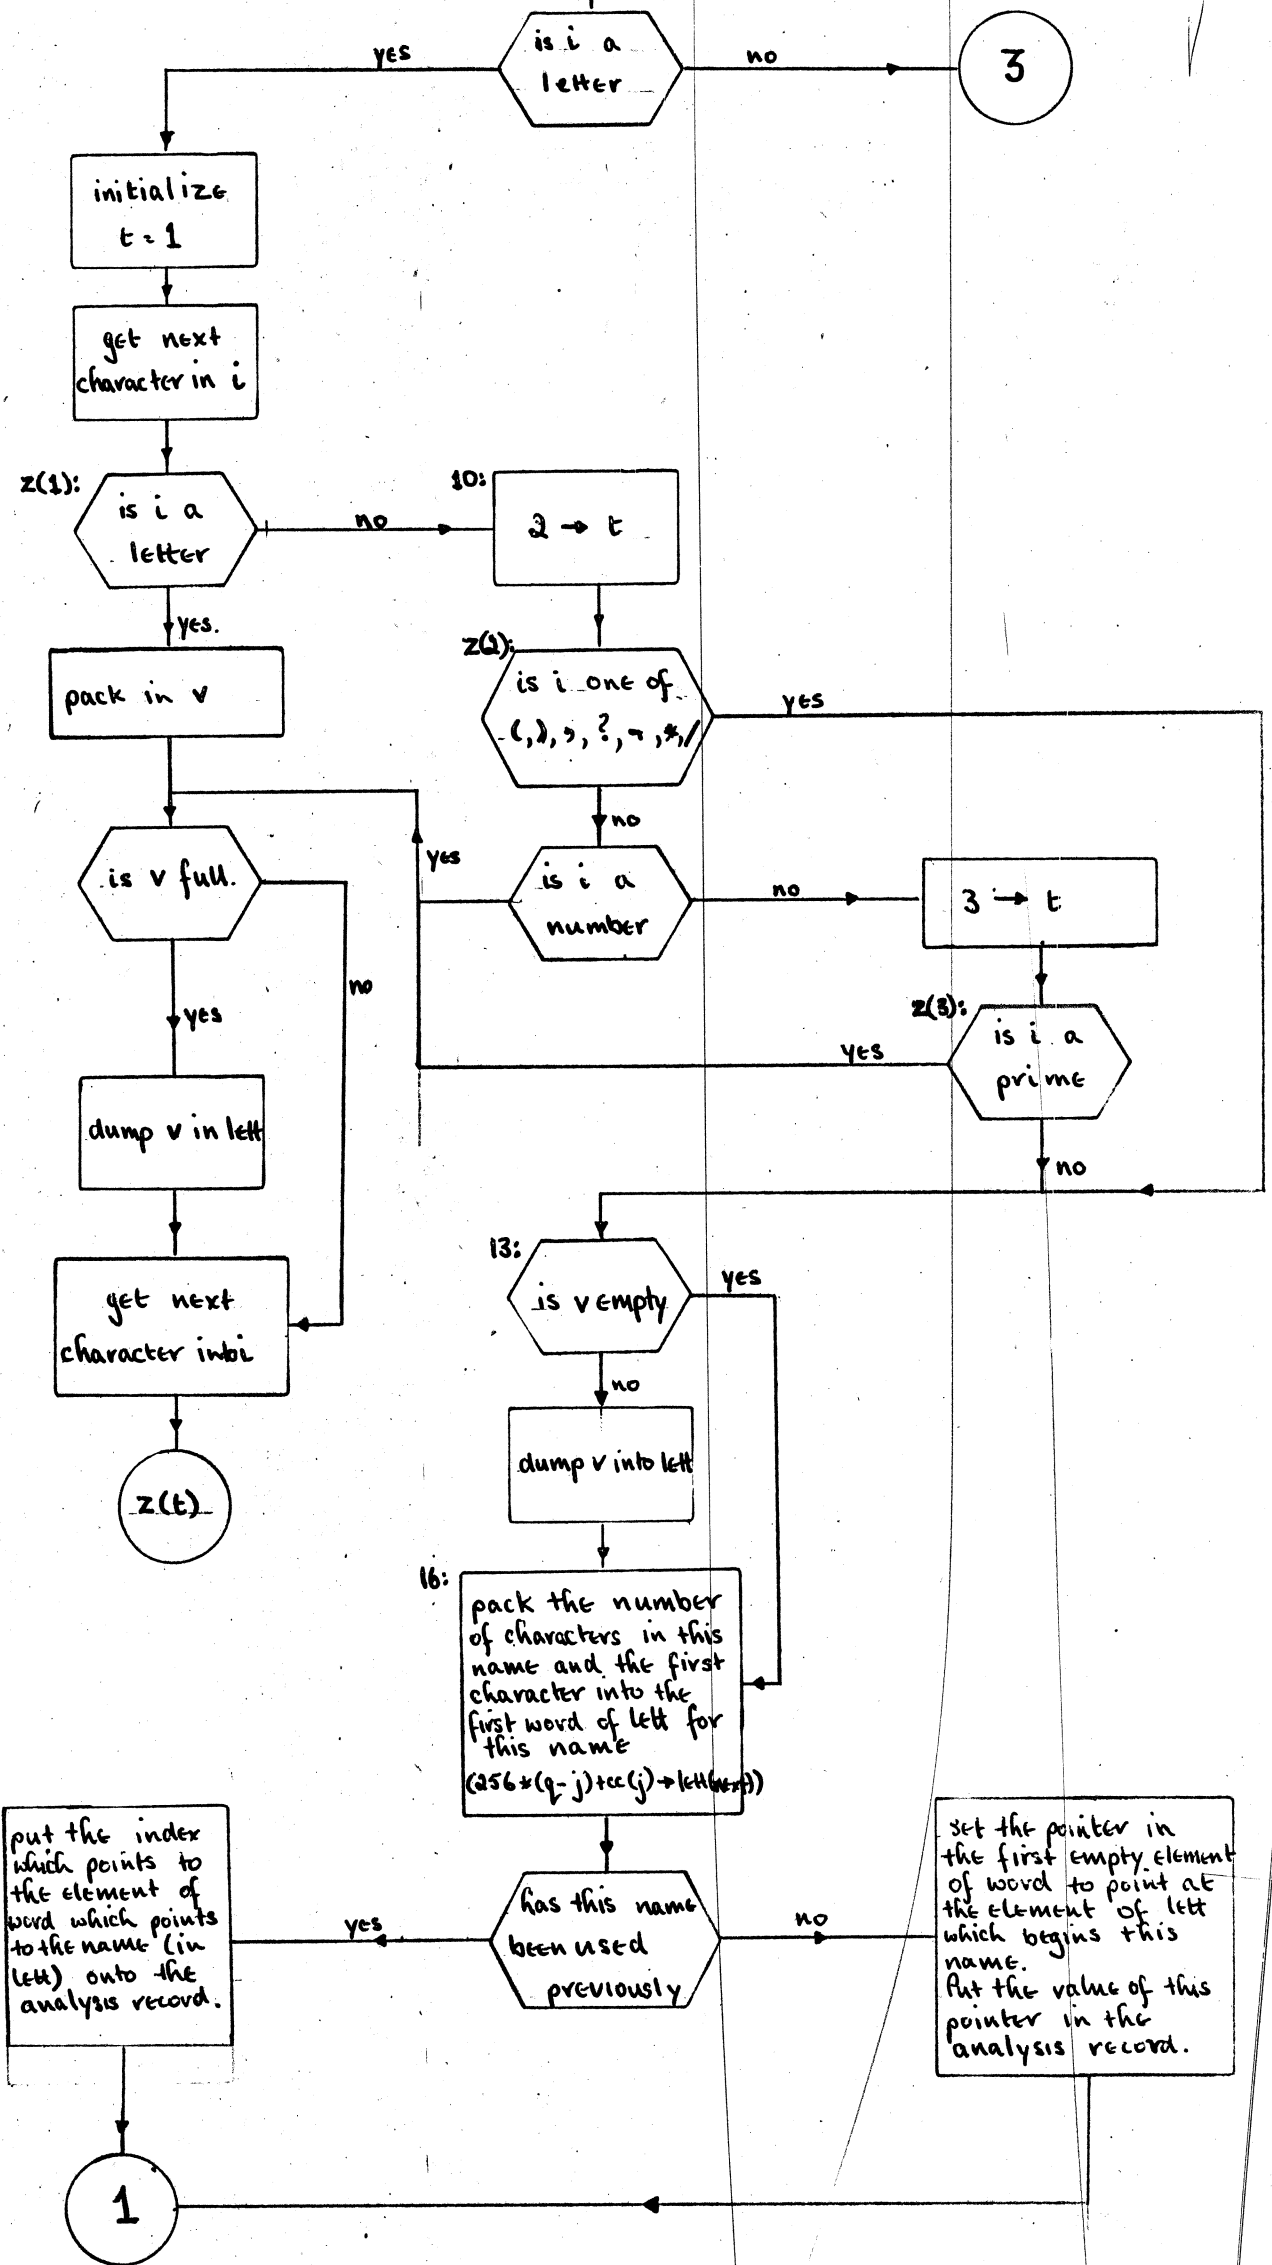 is i a
letter
yes
no
3
initialize
t = 1
get next
character in i
z(1):
is i a
letter
no
10:
2 → t
yes.
pack in v
z(2):
is i one of
(,),,,?,¬,*,/
yes
no
is v full.
yes
is i a
number
no
3 → t
no
yes
z(3):
is i a
prime
yes
dump v in lett
no
13:
is v empty
yes
get next
character into i
no
dump v into lett
z(t)
16:
pack the number
of characters in this
name and the first
character into the
first word of lett for
this name
(256*(q-j)+cc(j)→lett(next))
put the index
which points to
the element of
word which points
to the name (in
lett) onto the
analysis record.
yes
has this name
been used
previously
no
set the pointer in
the first empty element
of word to point at
the element of lett
which begins this
name.
Put the value of this
pointer in the
analysis record.
1